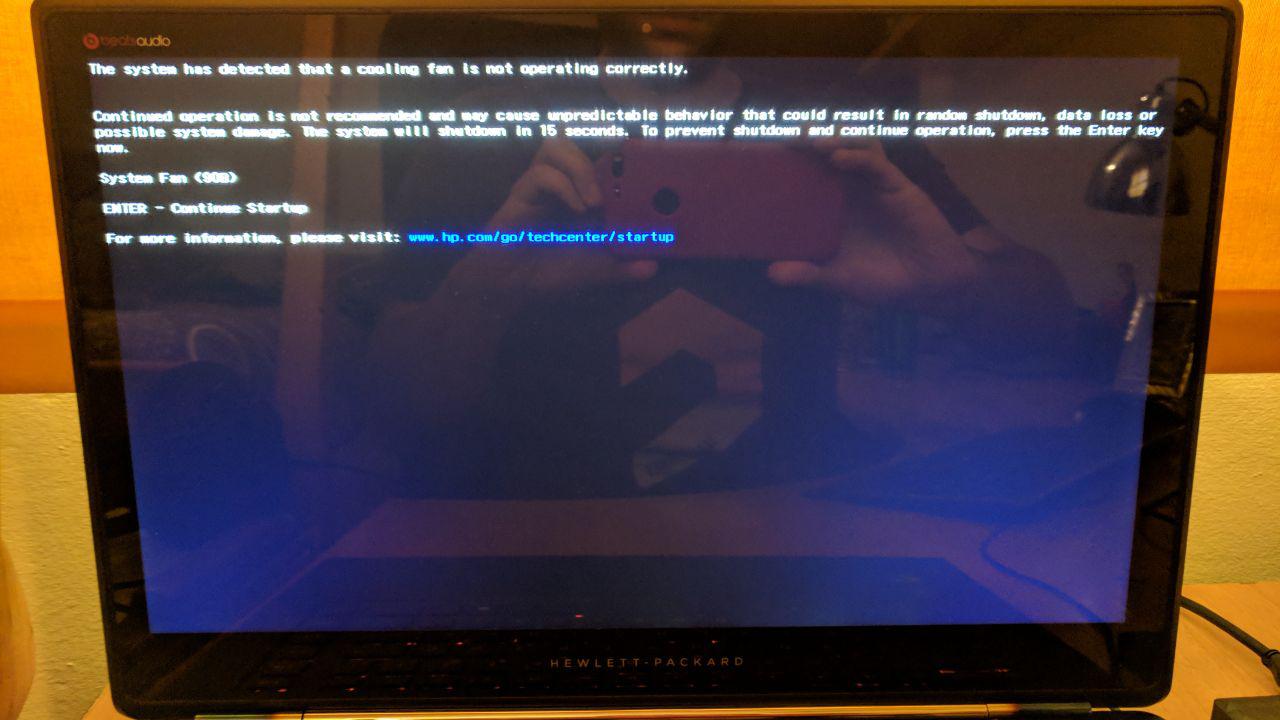 beatsaudio
The system has detected that a cooling fan is not operating correctly.
Continued operation is not recommended and may cause unpredictable behavior that could result in random shutdown, data loss or
possible system damage. The system will shutdown in 15 seconds. To prevent shutdown and continue operation, press the Enter key
now.
System Fan (90B)
ENTER - Continue Startup
For more information, please visit: www.hp.com/go/techcenter/startup
HEWLETT-PACKARD